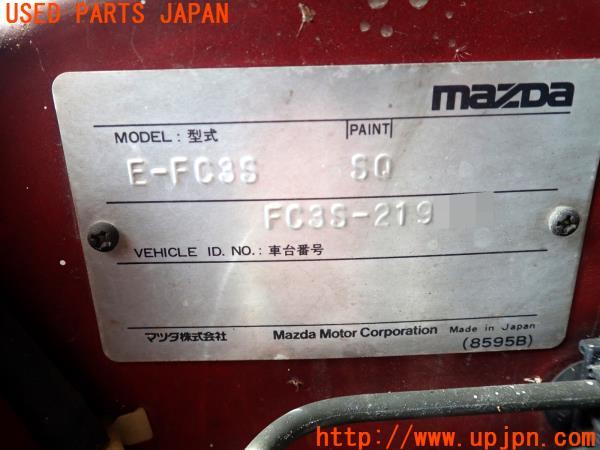 USED PARTS JAPAN
mazda
MODEL: 型式 PAINT
E-FC3S SQ
FC3S-219
VEHICLE ID. NO.: 車台番号
マツダ株式会社 Mazda Motor Corporation Made in Japan
(8595B)
http://www.upjpn.com